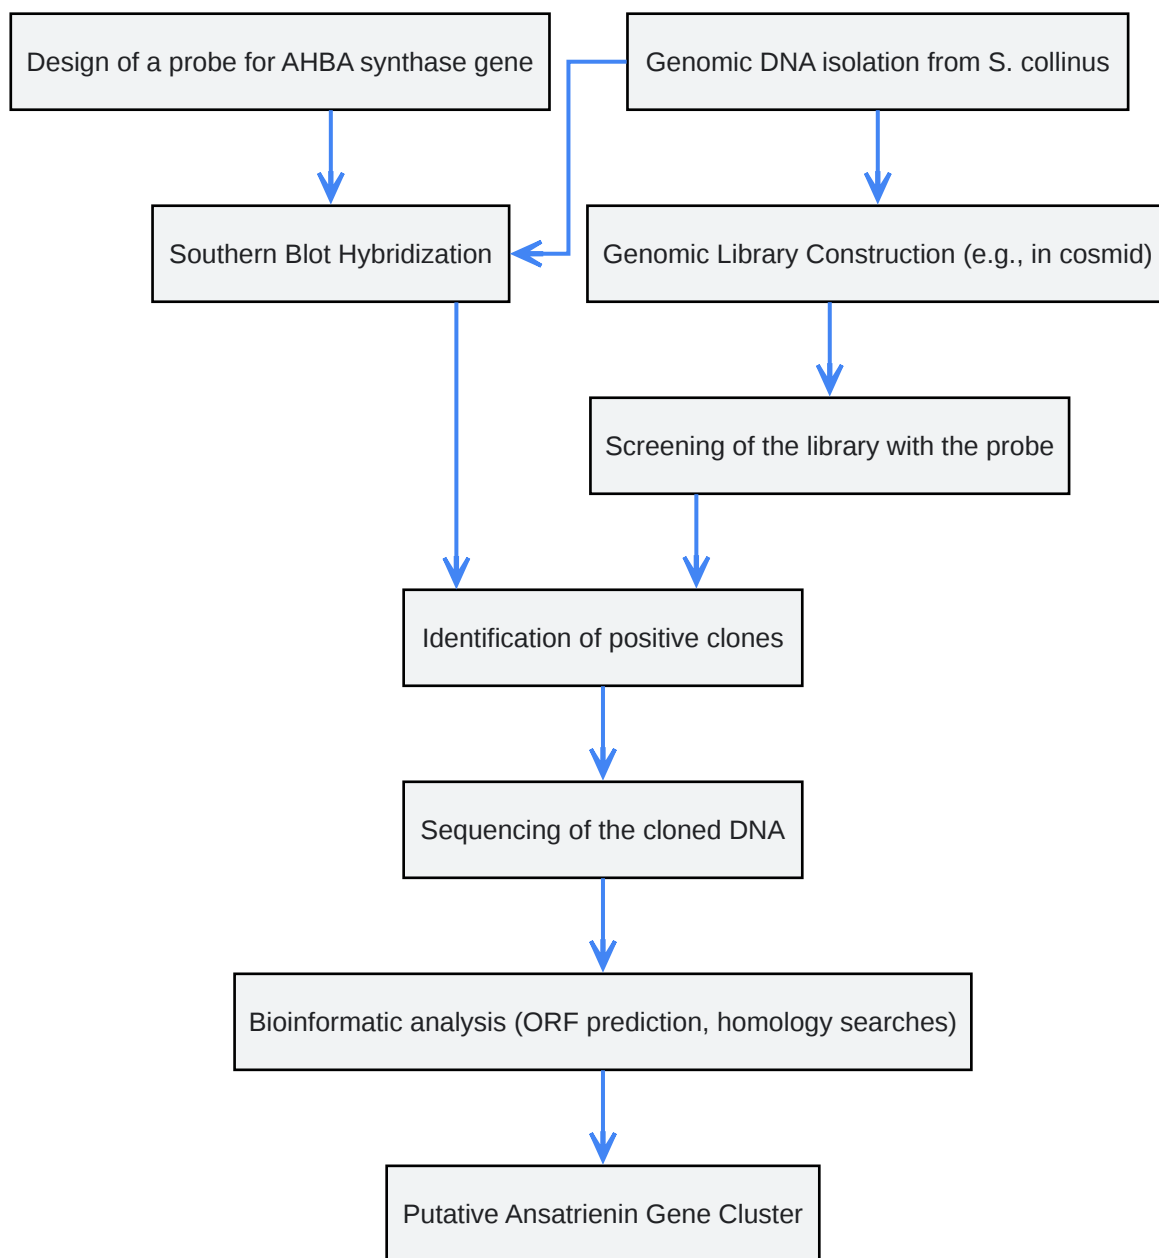 Design of a probe for AHBA synthase gene
Genomic DNA isolation from S. collinus
Southern Blot Hybridization
Genomic Library Construction (e.g., in cosmid)
Screening of the library with the probe
Identification of positive clones
Sequencing of the cloned DNA
Bioinformatic analysis (ORF prediction, homology searches)
Putative Ansatrienin Gene Cluster